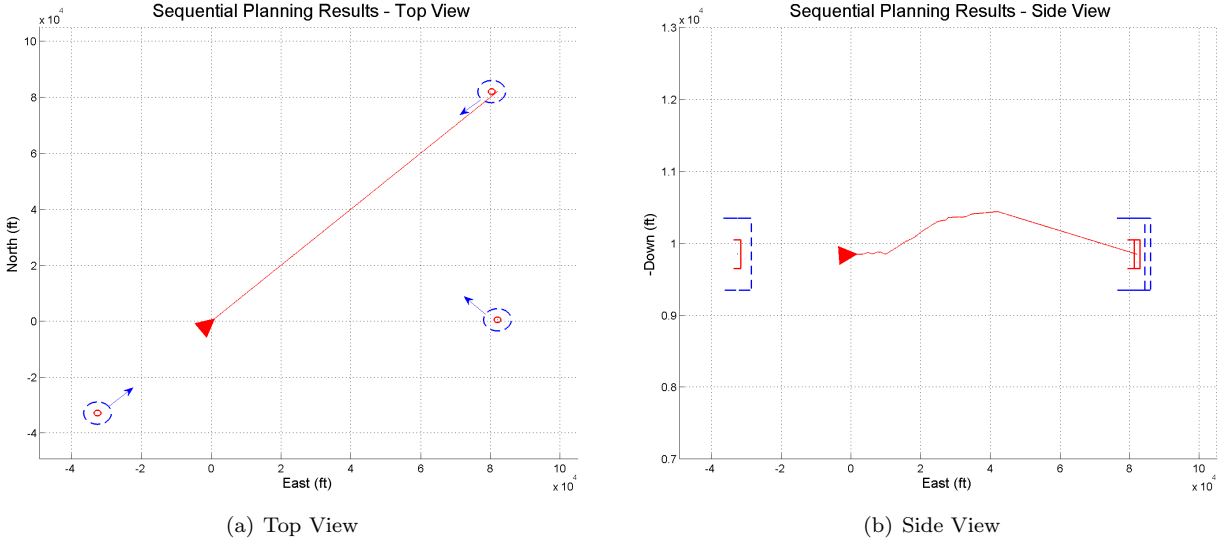 Sequential Planning Results - Top View
x 10^4
10
8
6
4
2
0
-2
-4
North (ft)
-4 -2 0 2 4 6 8 10
East (ft)
x 10^4
(a) Top View
Sequential Planning Results - Side View
x 10^4
1.3
1.2
1.1
1
0.9
0.8
0.7
-Down (ft)
-4 -2 0 2 4 6 8 10
East (ft)
x 10^4
(b) Side View